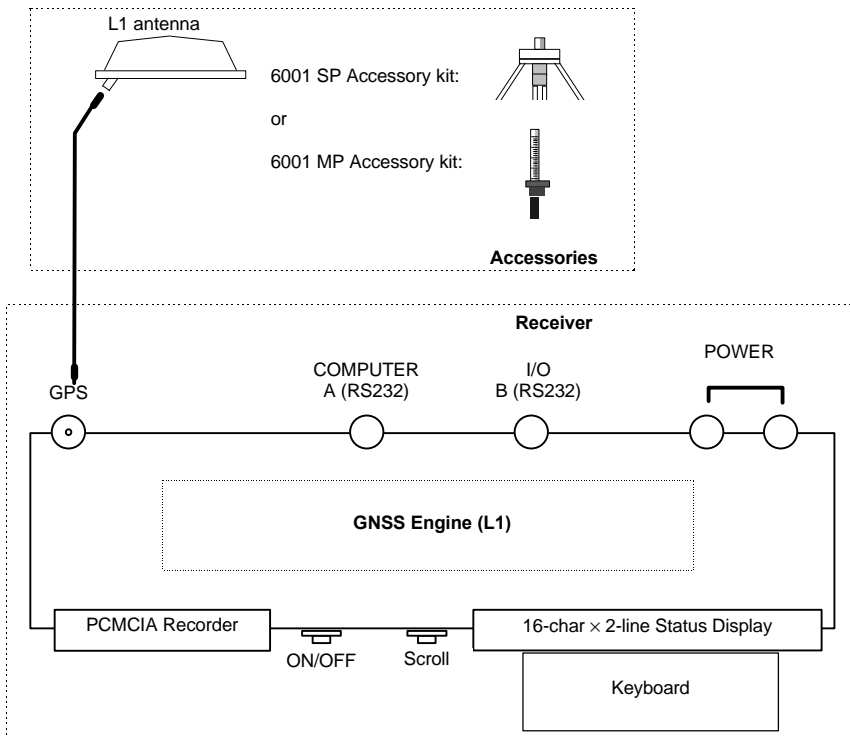 L1 antenna
6001 SP Accessory kit:
or
6001 MP Accessory kit:
Accessories
Receiver
GPS
COMPUTER
A (RS232)
I/O
B (RS232)
POWER
GNSS Engine (L1)
PCMCIA Recorder
ON/OFF
Scroll
16-char × 2-line Status Display
Keyboard